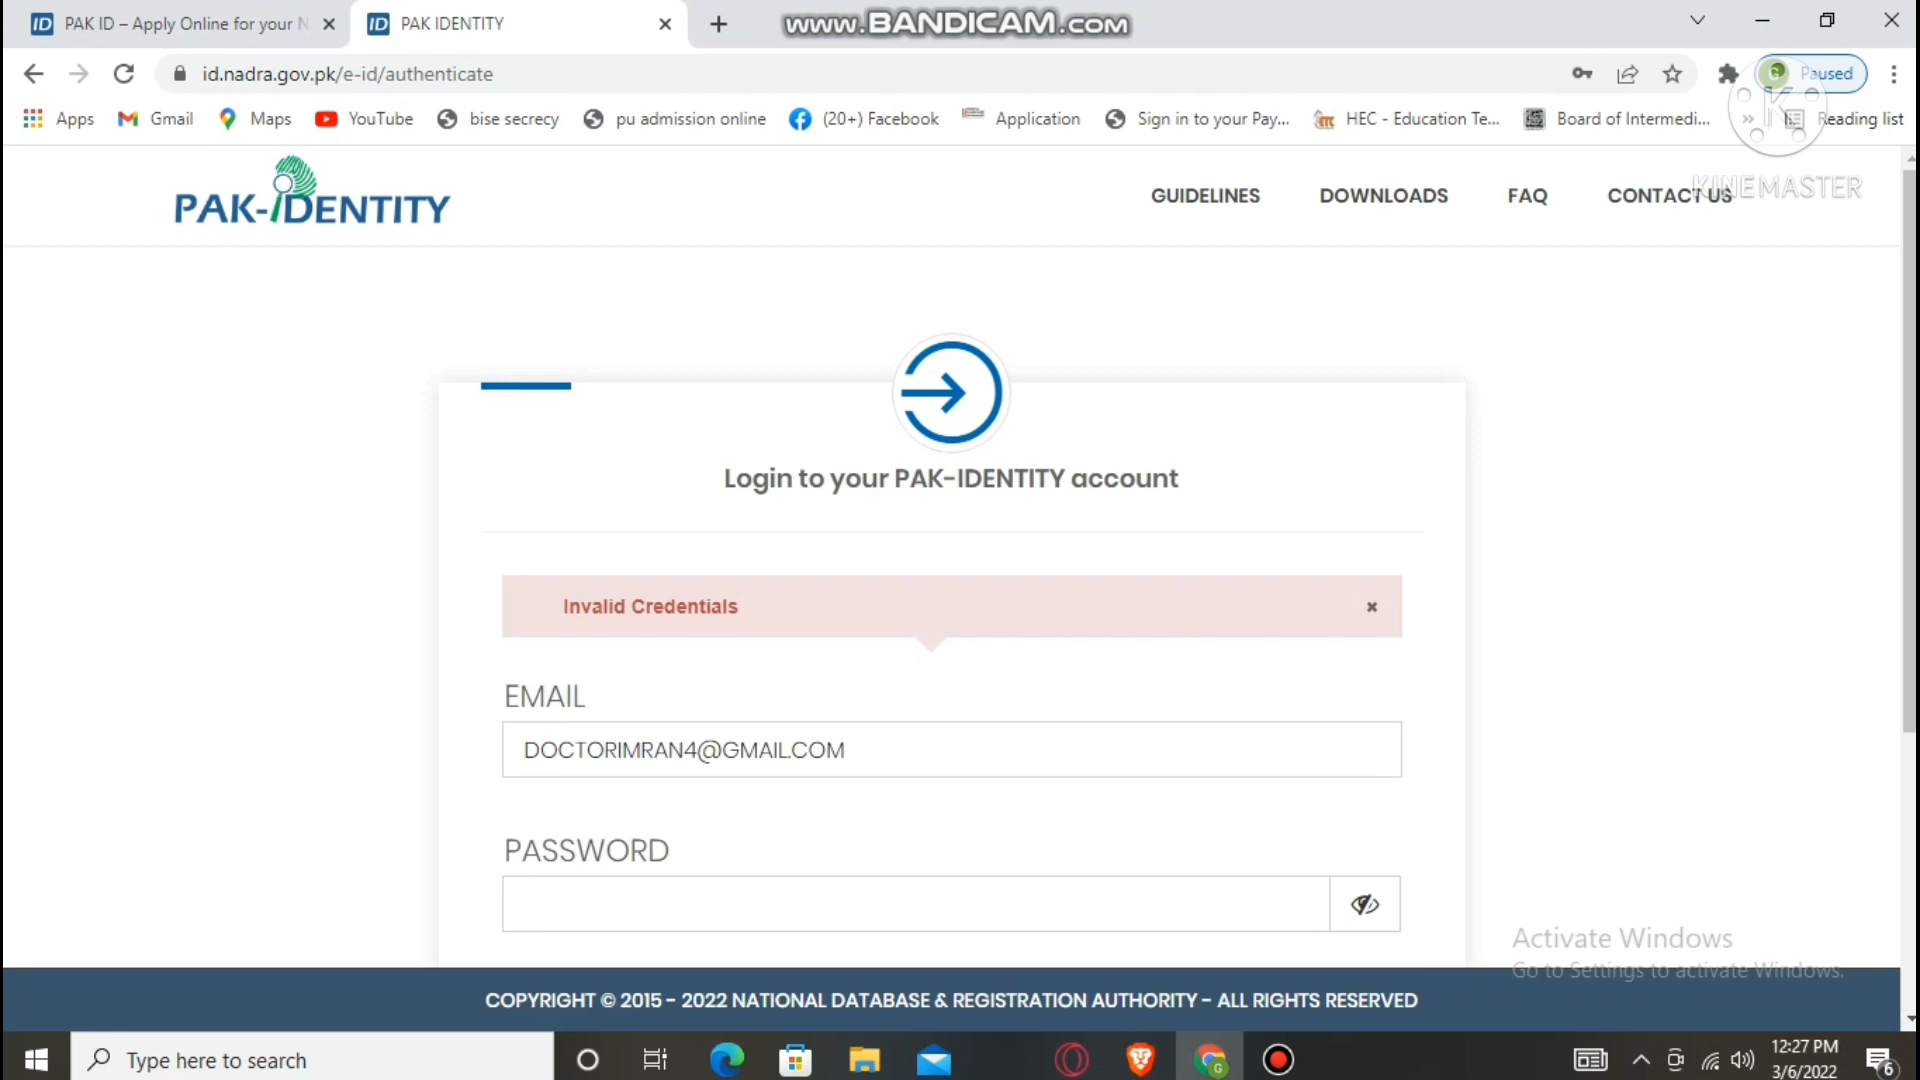 PAK ID – Apply Online for your N
PAK IDENTITY
www.BANDICAM.com
id.nadra.gov.pk/e-id/authenticate
Paused
Apps
Gmail
Maps
YouTube
bise secrecy
pu admission online
(20+) Facebook
Application
Sign in to your Pay...
HEC - Education Te...
Board of Intermedi...
»
Reading list
PAK-IDENTITY
GUIDELINES
DOWNLOADS
FAQ
CONTACT US
KINEMASTER
Login to your PAK-IDENTITY account
Invalid Credentials
EMAIL
DOCTORIMRAN4@GMAIL.COM
PASSWORD
Activate Windows
Go to Settings to activate Windows.
COPYRIGHT © 2015 - 2022 NATIONAL DATABASE & REGISTRATION AUTHORITY - ALL RIGHTS RESERVED
Type here to search
12:27 PM
3/6/2022
6